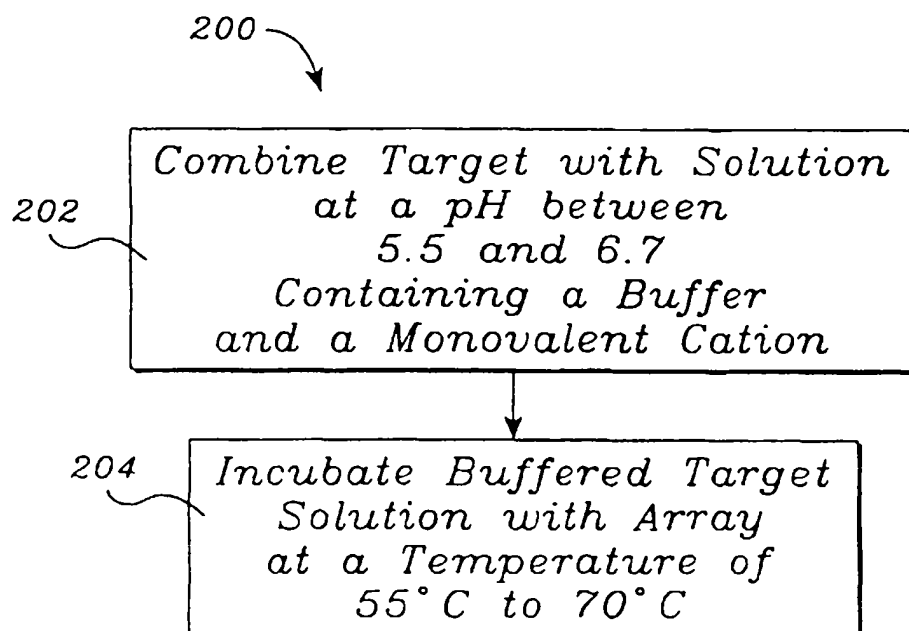 200
Combine Target with Solution
at a pH between
202
5.5 and 6.7
Containing a Buffer
and a Monovalent Cation
204
Incubate Buffered Target
Solution with Array
at a Temperature of
55°C to 70°C